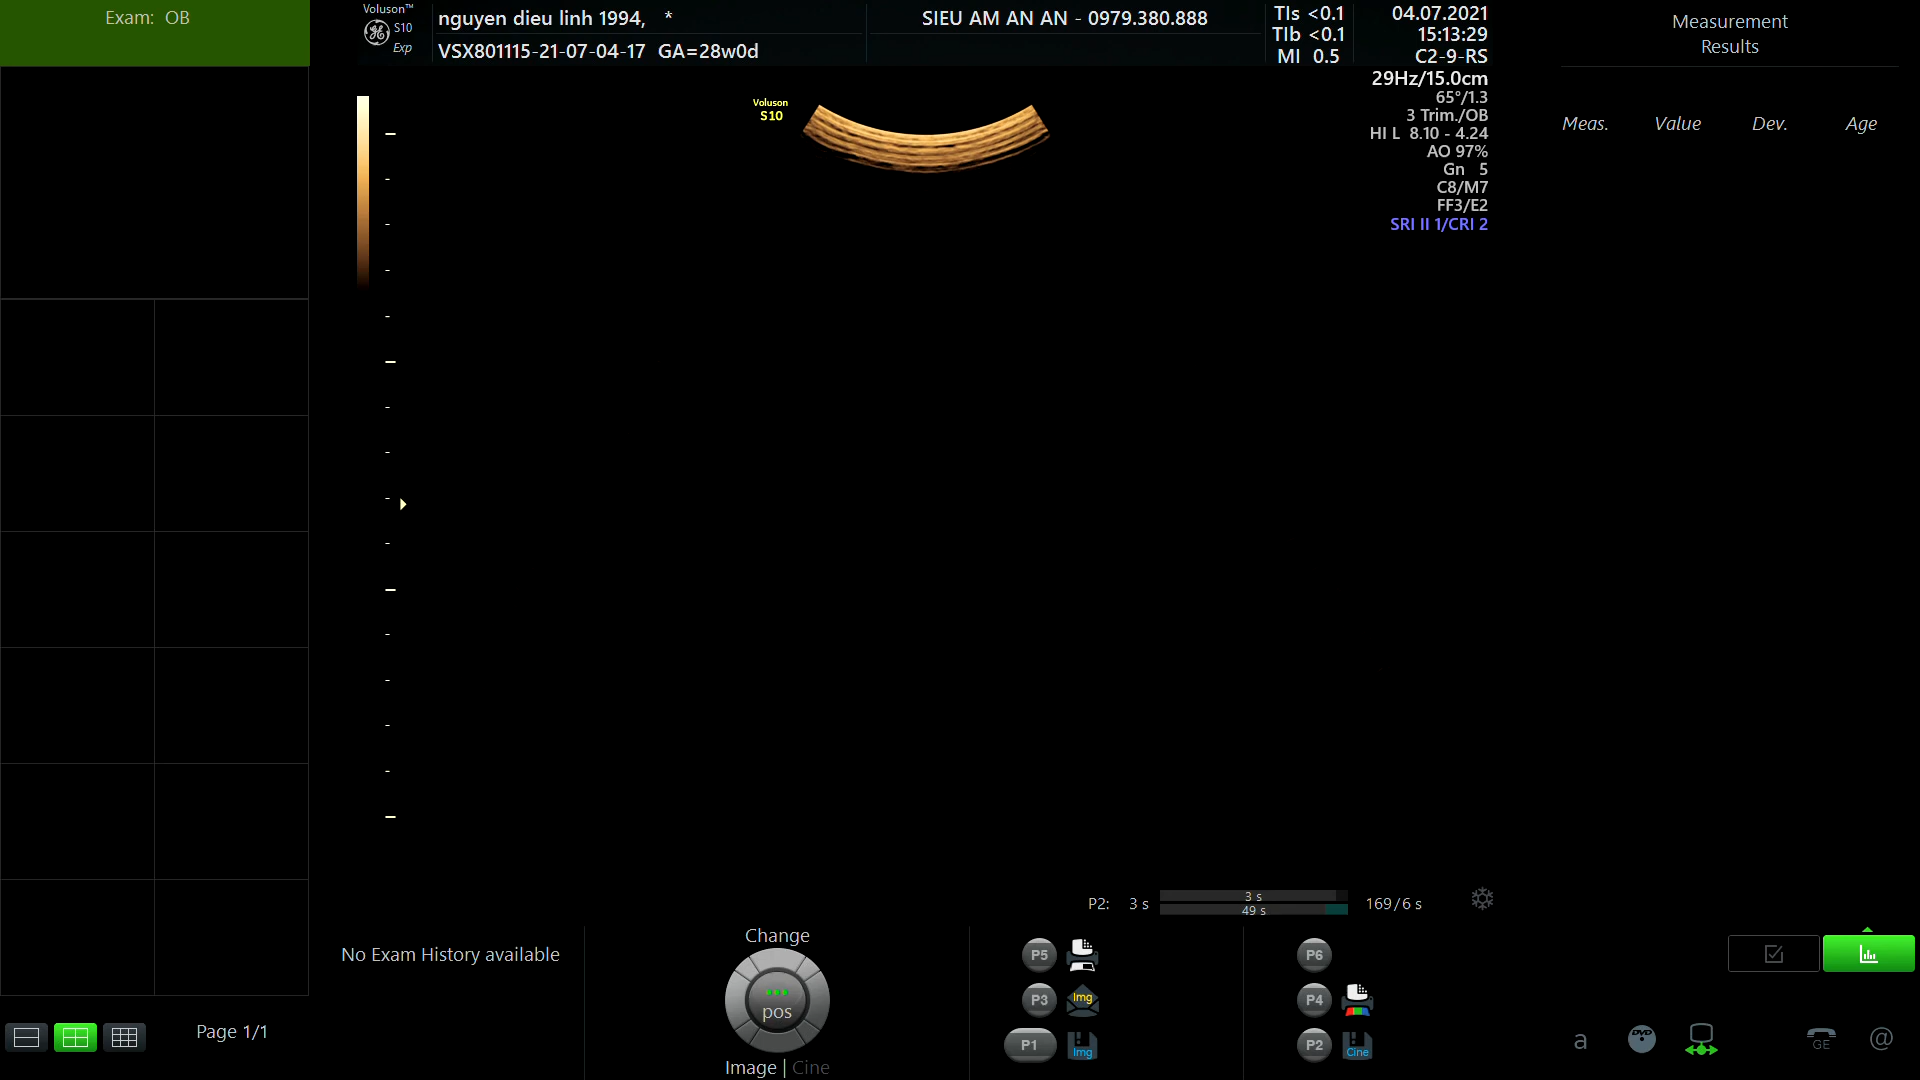 Exam: OB
Voluson™
S10
Exp
nguyen dieu linh 1994, *
VSX801115-21-07-04-17 GA=28w0d
SIEU AM AN AN - 0979.380.888
TIs <0.1
TIb <0.1
MI 0.5
04.07.2021
15:13:29
C2-9-RS
29Hz/15.0cm
65°/1.3
3 Trim./OB
HI L 8.10 - 4.24
AO 97%
Gn 5
C8/M7
FF3/E2
SRI II 1/CRI 2
Voluson
S10
Measurement
Results
Meas. Value Dev. Age
P2: 3 s
3 s
49 s
169/6 s
No Exam History available
Change
pos
Image | Cine
P5
P3 Img
P1 Img
P6
P4
P2 Cine
Page 1/1
a
DVD
GE
@